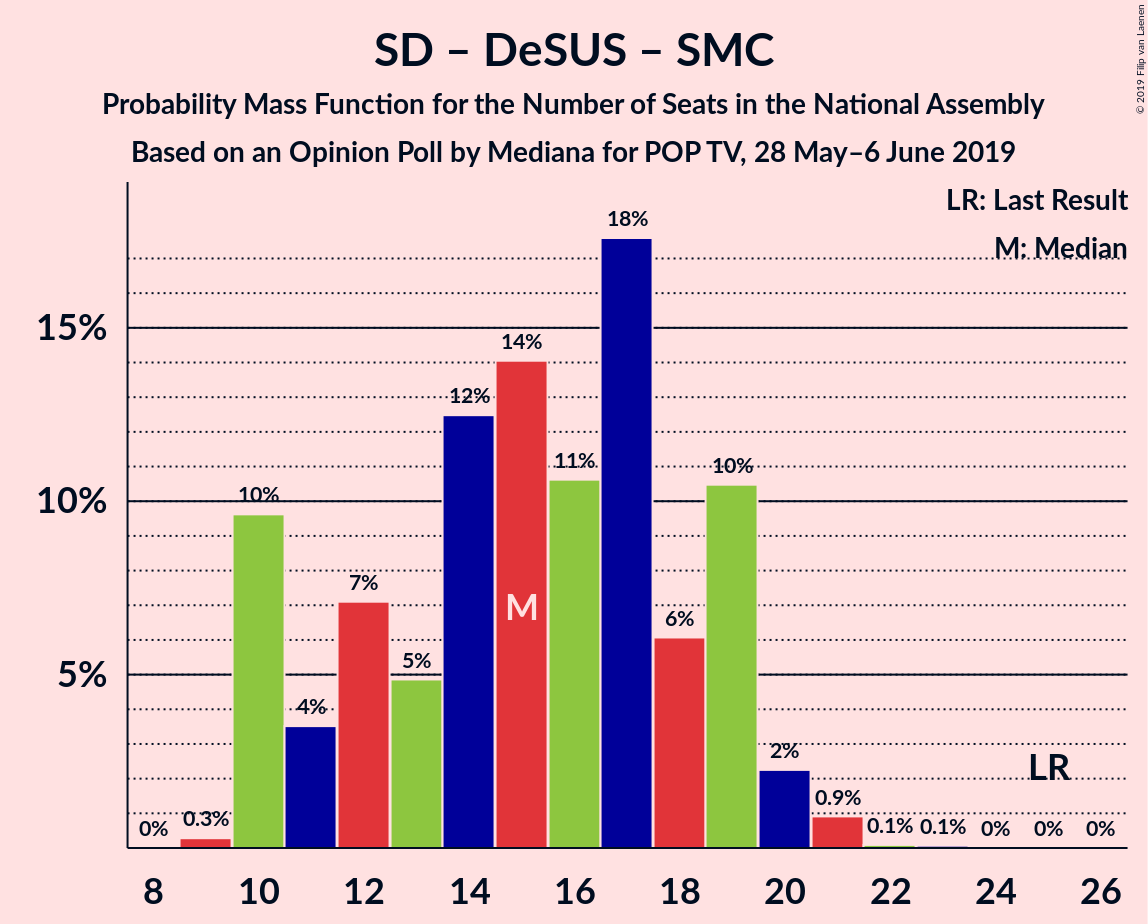 SD – DeSUS – SMC
Probability Mass Function for the Number of Seats in the National Assembly
Based on an Opinion Poll by Mediana for POP TV, 28 May–6 June 2019
© 2019 Filip van Laenen
LR: Last Result
M: Median
15%
10%
5%
0%
0.3%
10%
4%
7%
5%
12%
14%
11%
18%
6%
10%
2%
0.9%
0.1%
0.1%
0%
0%
0%
M
LR
8 10 12 14 16 18 20 22 24 26